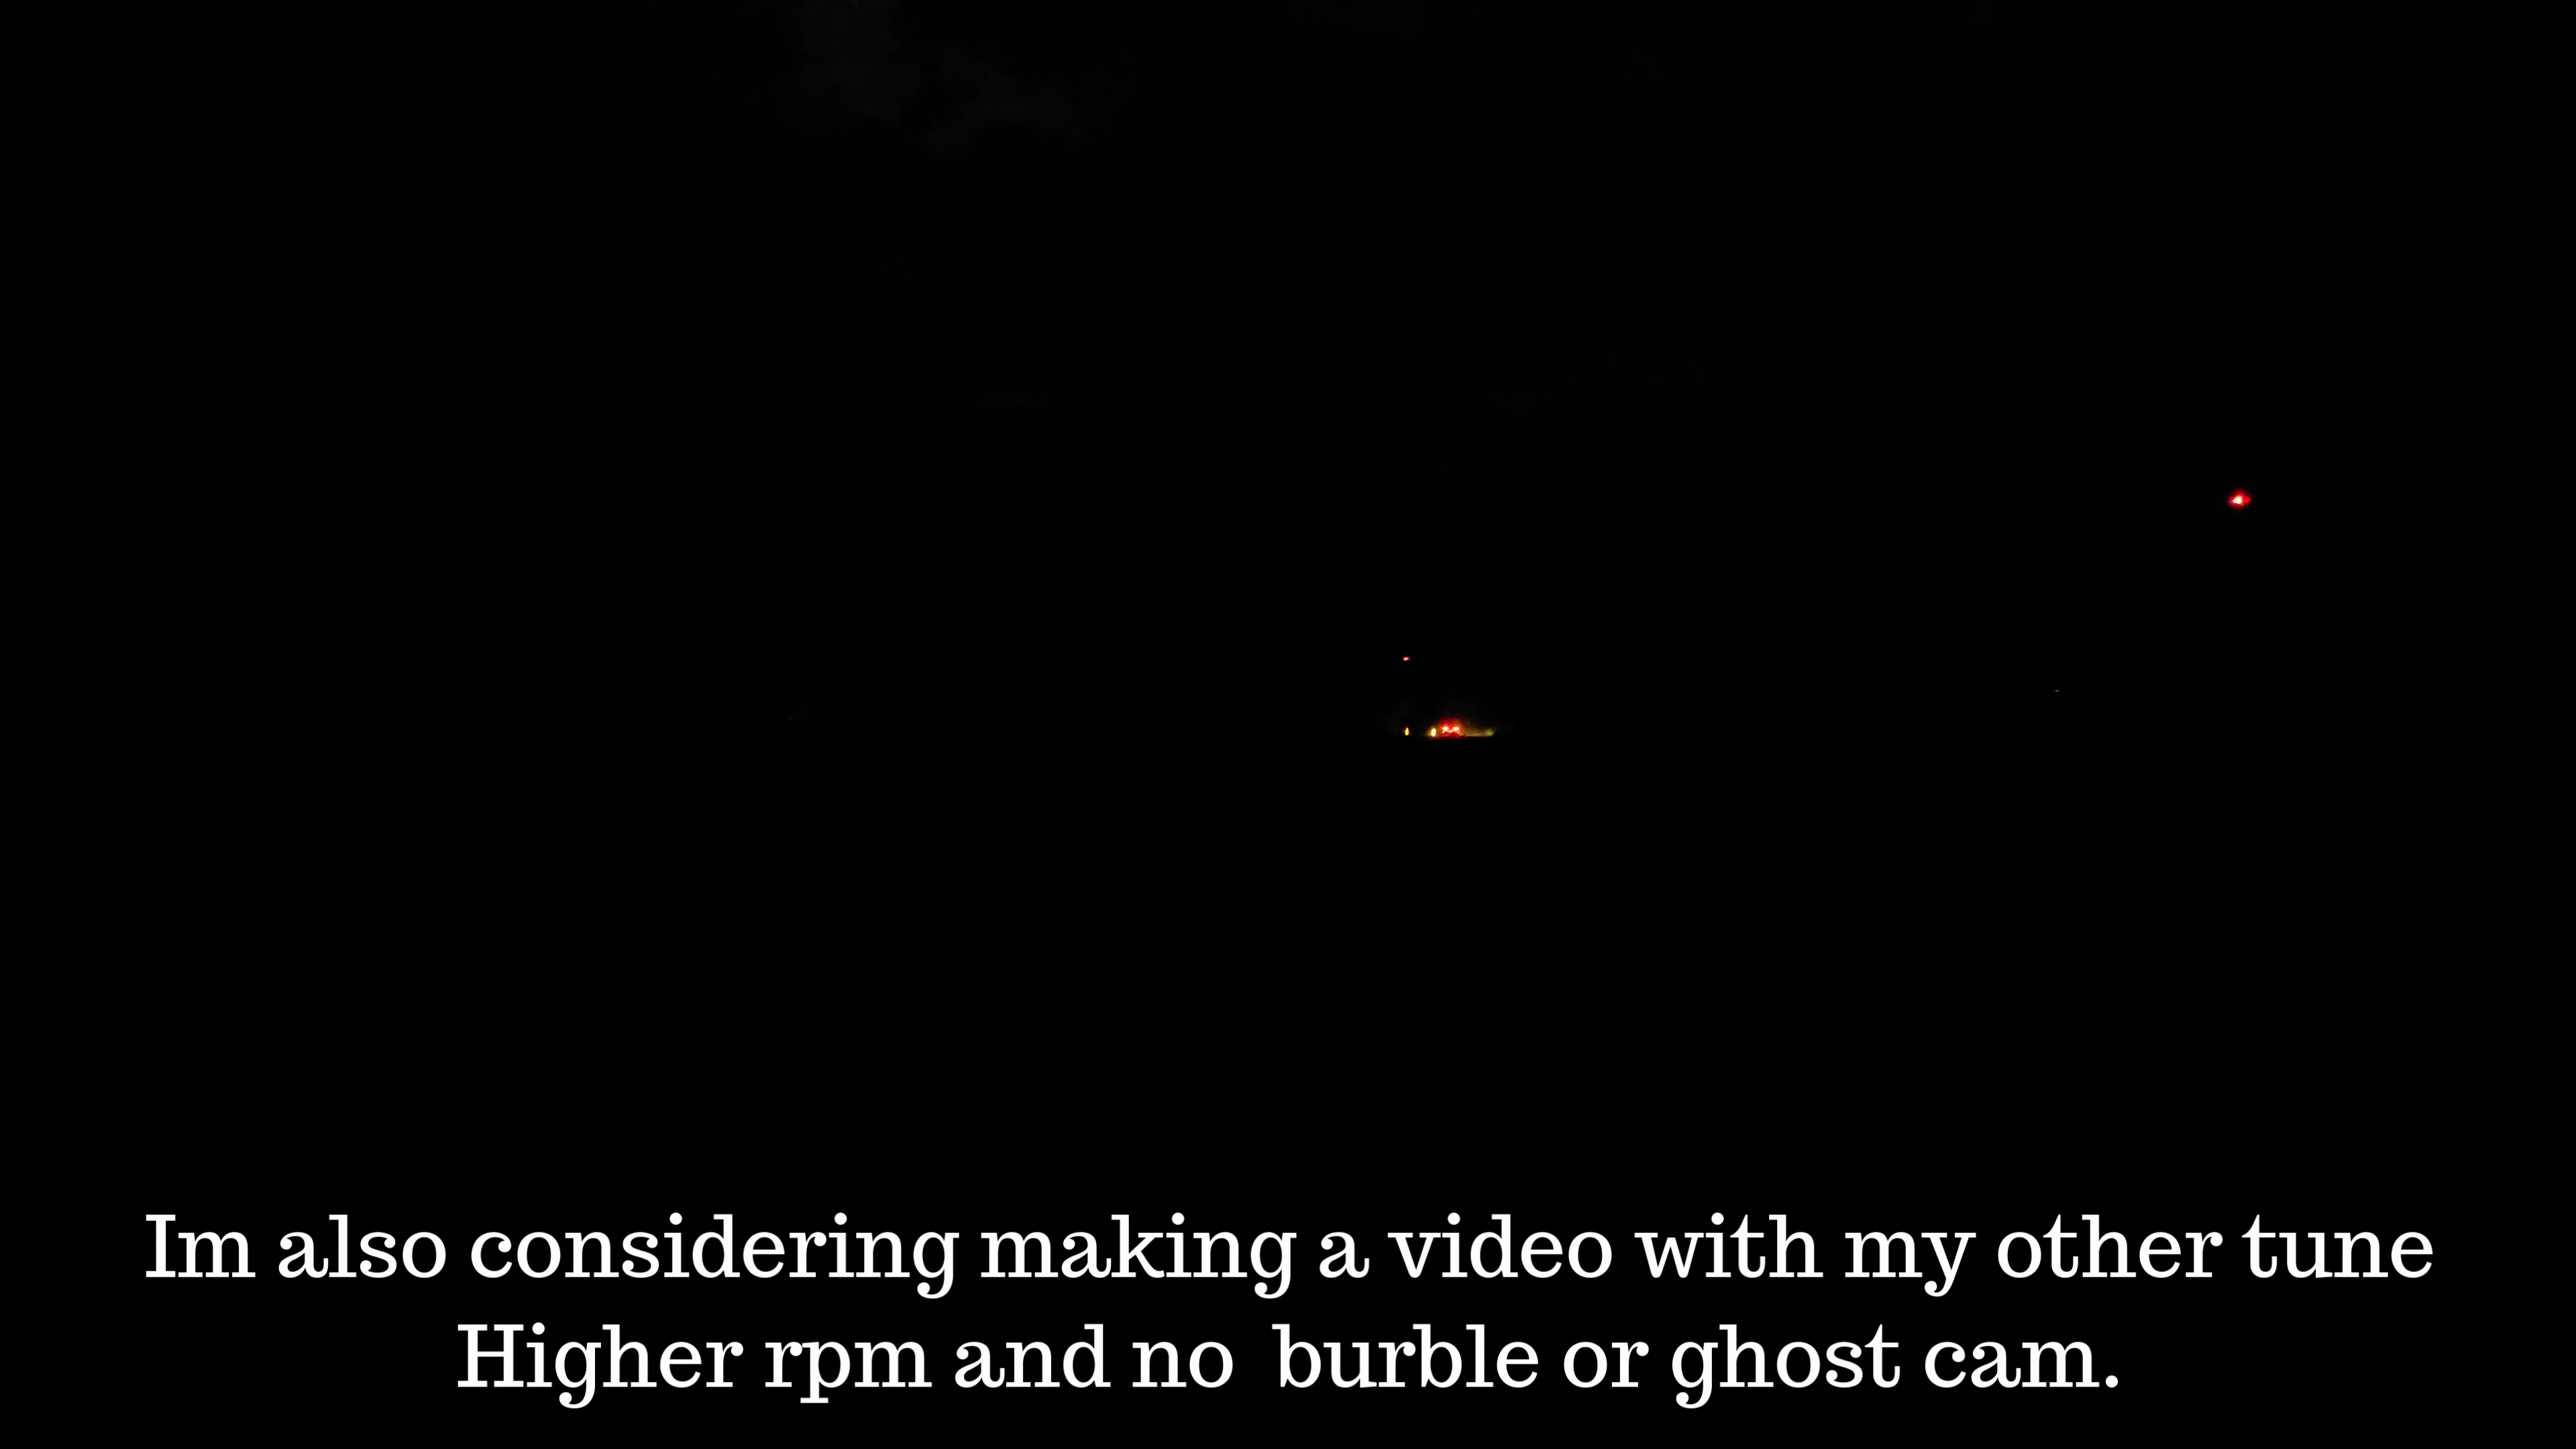 Im also considering making a video with my other tune
Higher rpm and no  burble or ghost cam.